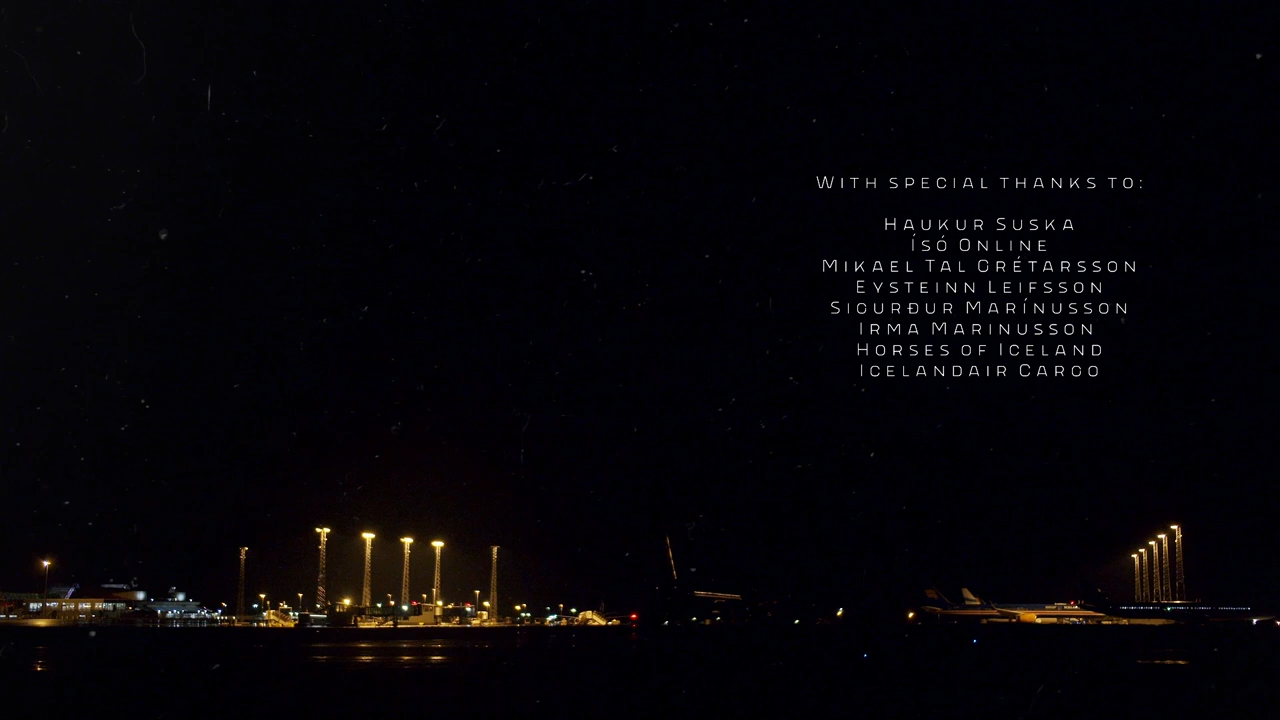 With special thanks to:
Haukur Suska
Ísó Online
Mikael Tal Grétarsson
Eysteinn Leifsson
Sigurður Marínusson
Irma Marinusson
Horses of Iceland
Icelandair Cargo